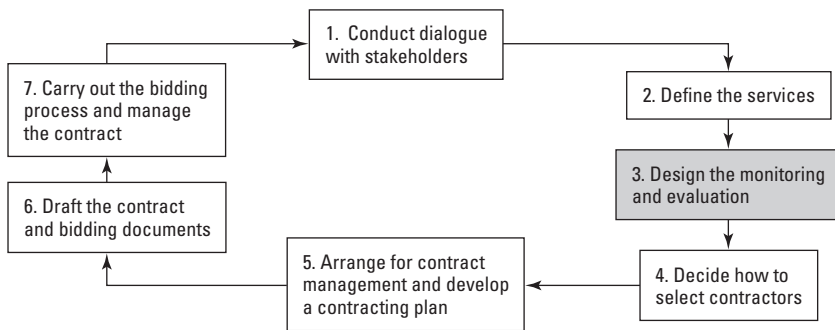 1. Conduct dialogue
with stakeholders
2. Define the services
3. Design the monitoring
and evaluation
4. Decide how to
select contractors
5. Arrange for contract
management and develop
a contracting plan
6. Draft the contract
and bidding documents
7. Carry out the bidding
process and manage
the contract